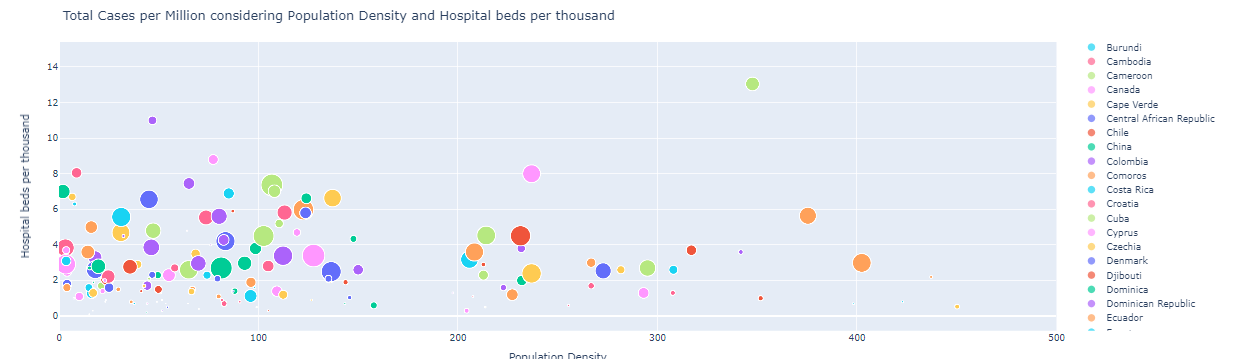 Total Cases per Million considering Population Density and Hospital beds per thousand
Hospital beds per thousand
14
12
10
8
6
4
2
0
0
100
200
300
400
500
Population Density
Burundi
Cambodia
Cameroon
Canada
Cape Verde
Central African Republic
Chile
China
Colombia
Comoros
Costa Rica
Croatia
Cuba
Cyprus
Czechia
Denmark
Djibouti
Dominica
Dominican Republic
Ecuador